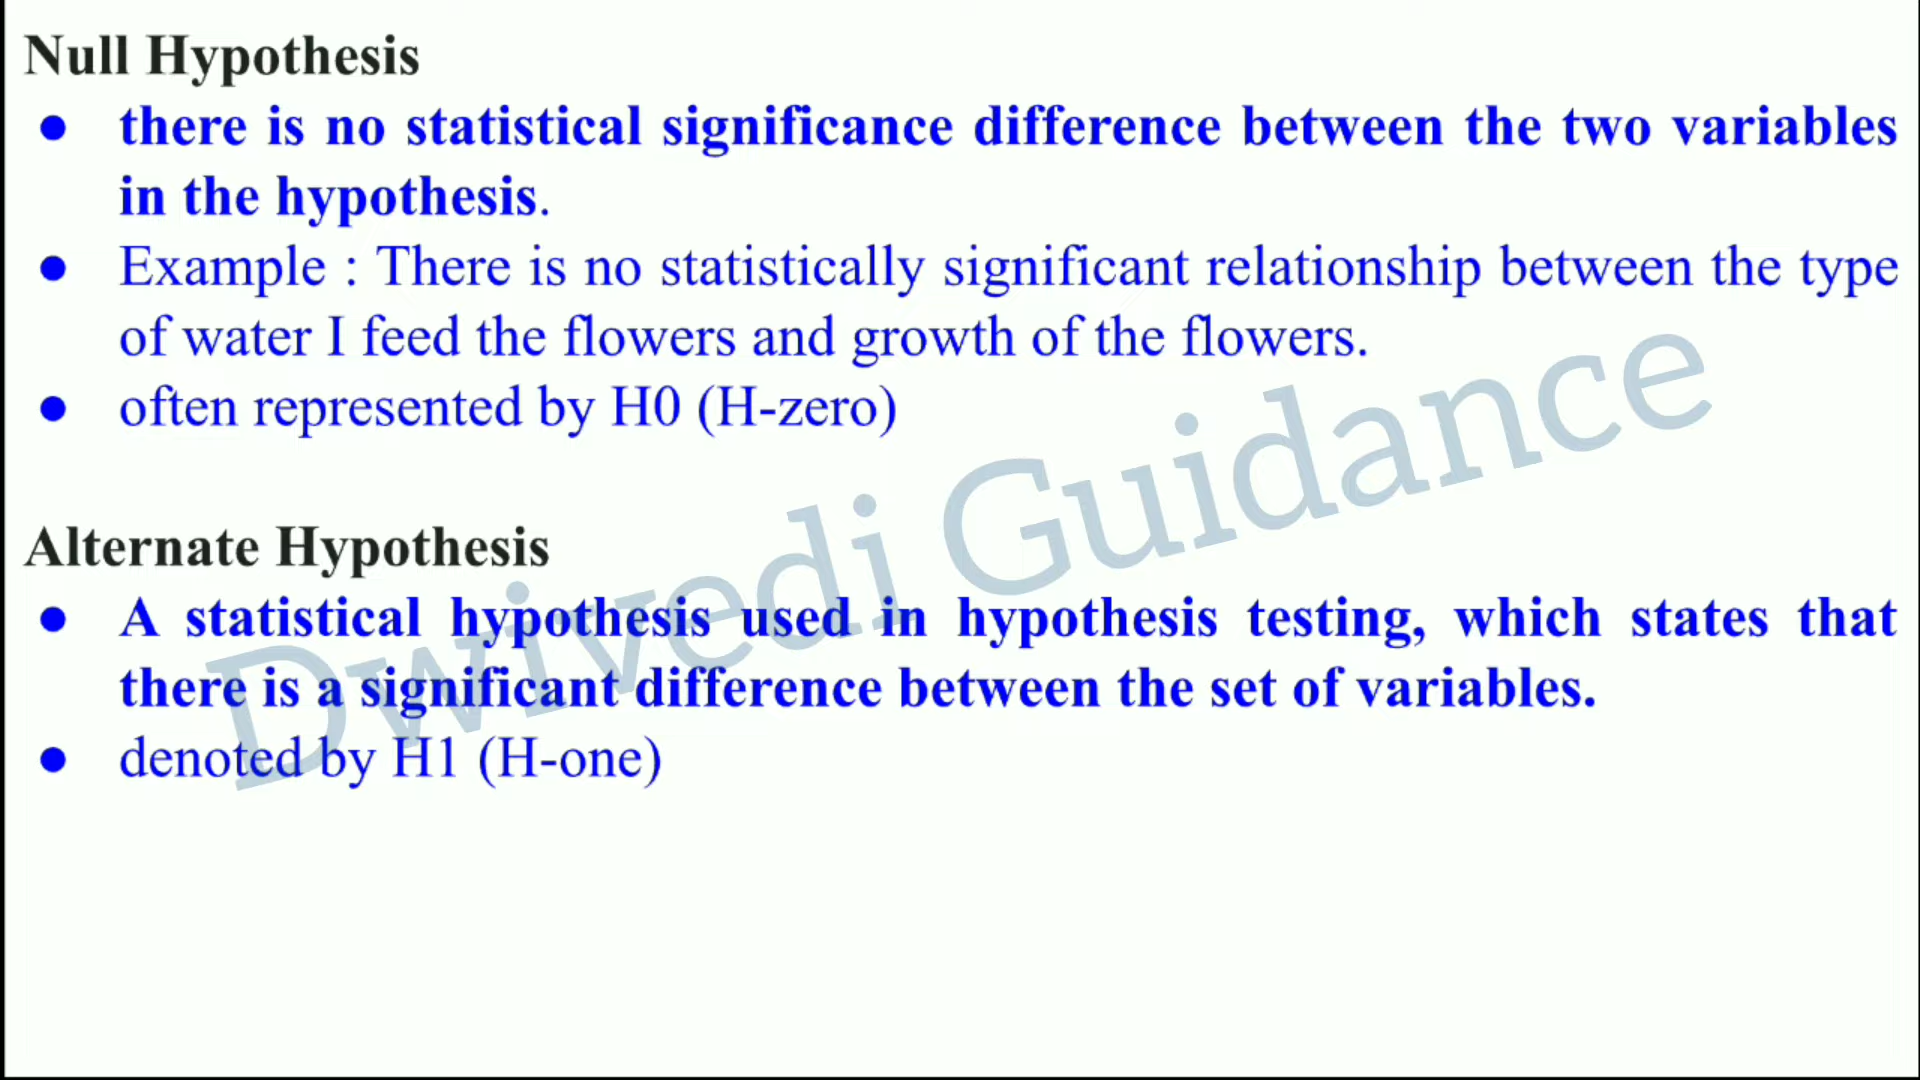 Null Hypothesis
● there is no statistical significance difference between the two variables
in the hypothesis.
● Example : There is no statistically significant relationship between the type
of water I feed the flowers and growth of the flowers.
● often represented by H0 (H-zero)
Alternate Hypothesis
● A statistical hypothesis used in hypothesis testing, which states that
there is a significant difference between the set of variables.
● denoted by H1 (H-one)
Dwivedi Guidance